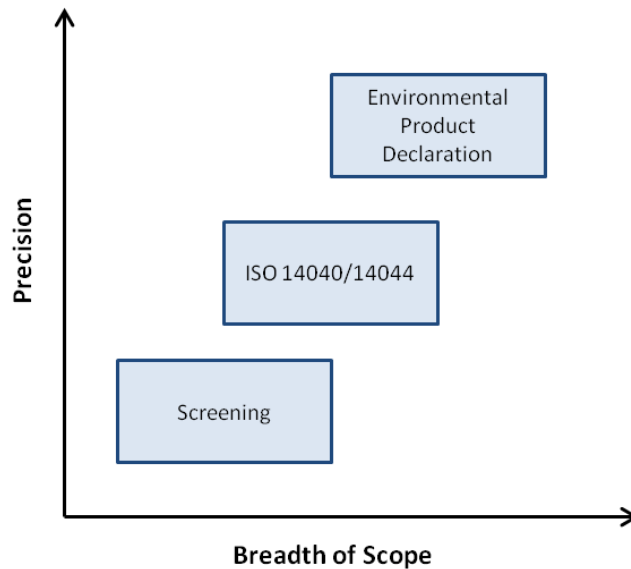 Environmental
Product
Declaration
Precision
ISO 14040/14044
Screening
Breadth of Scope